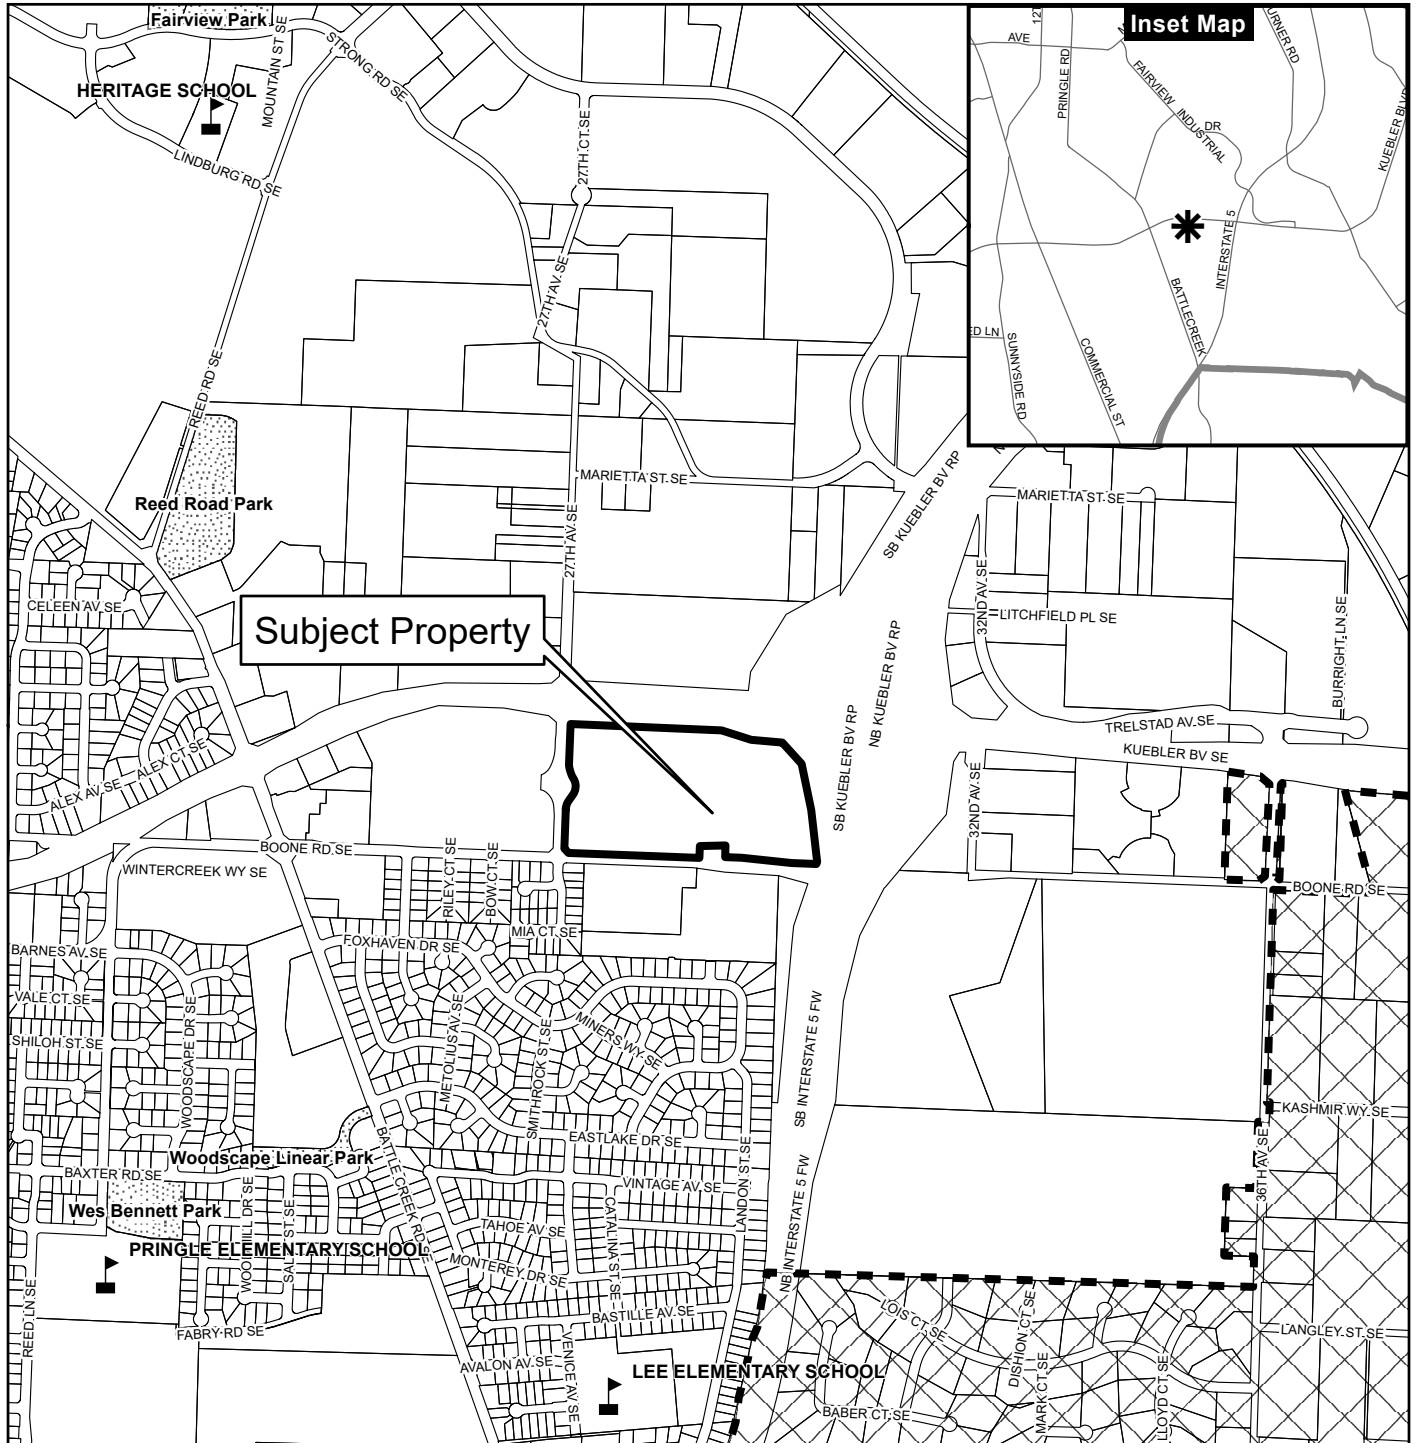 Fairview Park
MOUNTAIN ST SE
STRONG RD SE
HERITAGE SCHOOL
LINDBURG RD SE
27TH CT SE
27TH AV SE
REED RD SE
Reed Road Park
MARIETTA ST SE
27TH AV SE
SB KUEBLER BV RP
Inset Map
AVE
PRINGLE RD
FAIRVIEW INDUSTRIAL
DR
KUEBLER BLVD
INTERSTATE 5
BATTLECREEK
COMMERCIAL ST
SUNNYSIDE RD
MARIETTA ST SE
32ND AV SE
LITCHFIELD PL SE
BURRIGHT LN SE
CELEEN AV SE
Subject Property
NB KUEBLER BV RP
SB KUEBLER BV RP
TRELSTAD AV SE
KUEBLER BV SE
32ND AV SE
ALEX AV SE
ALEX CT SE
BOONE RD SE
WINTERCREEK WY SE
RILEY CT SE
BOW CT SE
MIA CT SE
BOONE RD SE
FOXHAVEN DR SE
BARNES AV SE
VALE CT SE
SHILOH ST SE
WOODSCAPE DR SE
METOLIUS AV SE
SMITHROCK ST SE
MINERS WY SE
SB INTERSTATE 5 FW
KASHMIR WY SE
EASTLAKE DR SE
Woodscape Linear Park
BATTLE CREEK RD SE
BAXTER RD SE
VINTAGE AV SE
LANDON ST SE
36TH AV SE
Wes Bennett Park
TAHOE AV SE
CATALINA ST SE
NB INTERSTATE 5 FW
PRINGLE ELEMENTARY SCHOOL
MONTEREY DR SE
REED LN SE
FABRY RD SE
BASTILLE AV SE
LOIS CT SE
DISHION CT SE
LANGLEY ST SE
AVALON AV SE
VENICE AV SE
LEE ELEMENTARY SCHOOL
MARK CT SE
LLOYD CT SE
BABER CT SE